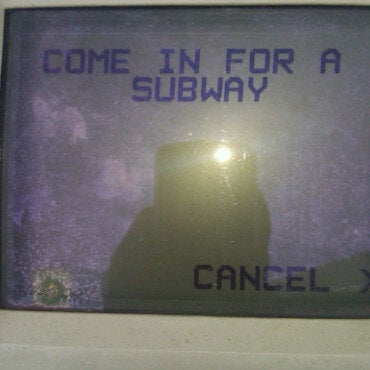 COME IN FOR A
SUBWAY
CANCEL >